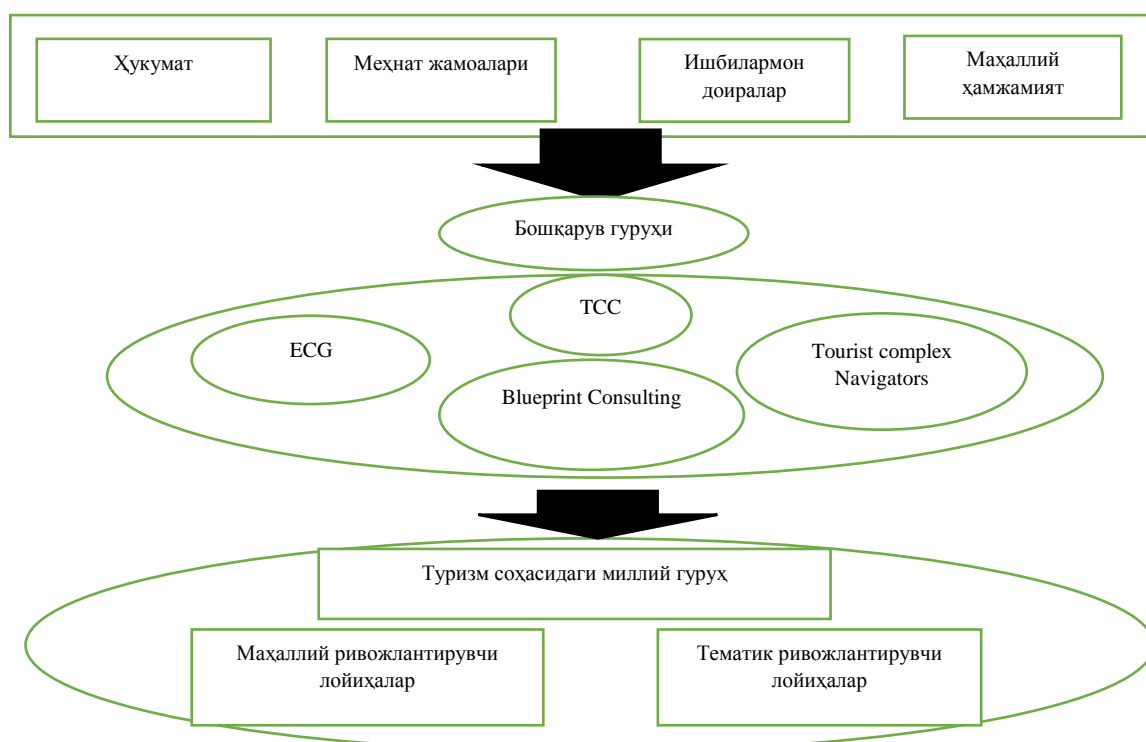 Ҳукумат
Меҳнат жамоалари
Ишбилармон
доиралар
Маҳаллий
ҳамжамият
Бошқарув гуруҳи
TCC
ECG
Tourist complex
Navigators
Blueprint Consulting
Туризм соҳасидаги миллий гуруҳ
Маҳаллий ривожлантирувчи
лойиҳалар
Тематик ривожлантирувчи
лойиҳалар